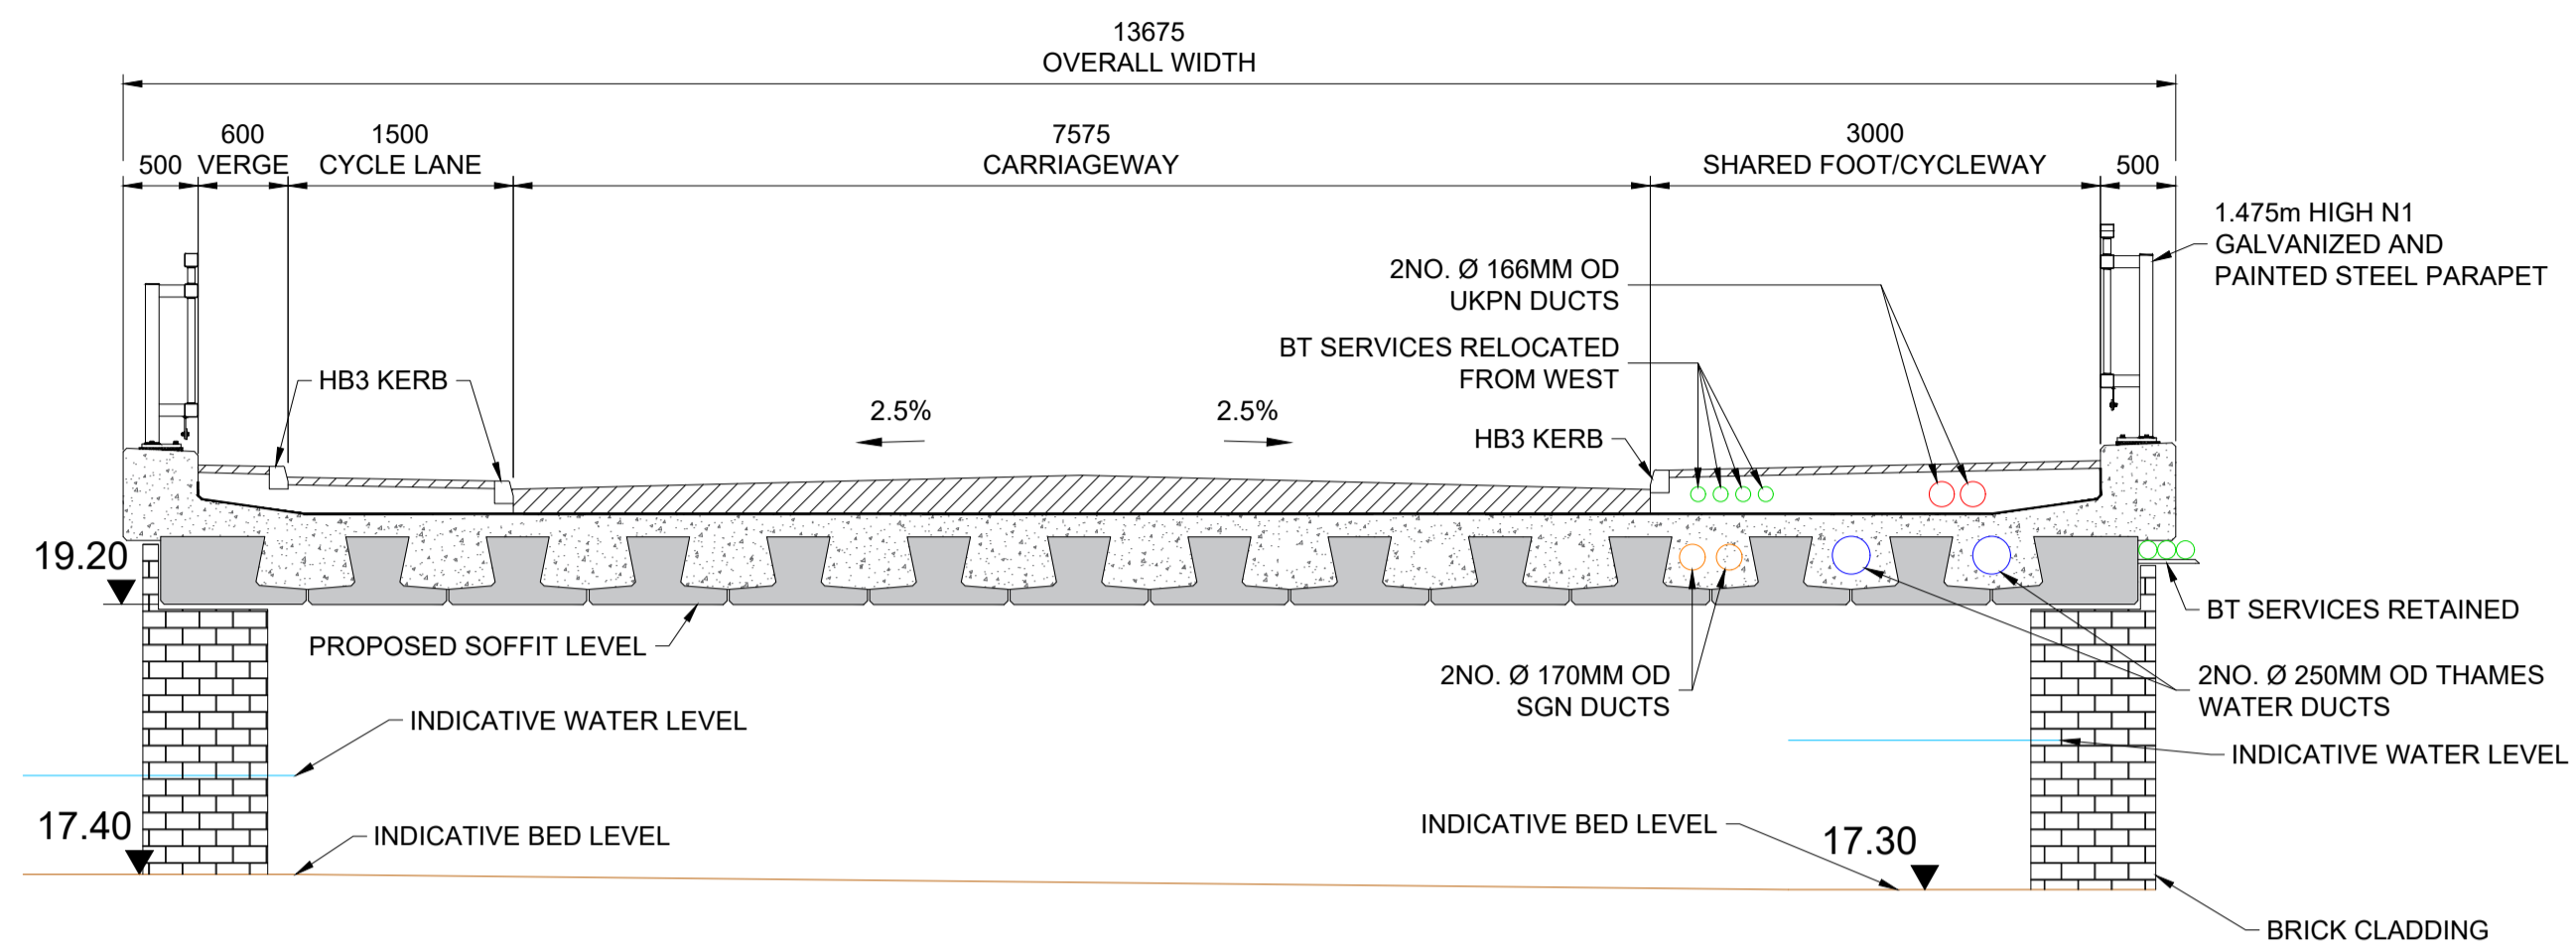 13675
OVERALL WIDTH
600
VERGE
1500
CYCLE LANE
7575
CARRIAGEWAY
3000
SHARED FOOT/CYCLEWAY
500
500
1.475m HIGH N1
GALVANIZED AND
PAINTED STEEL PARAPET
2NO. Ø 166MM OD
UKPN DUCTS
BT SERVICES RELOCATED
FROM WEST
HB3 KERB
2.5%
2.5%
HB3 KERB
19.20
PROPOSED SOFFIT LEVEL
BT SERVICES RETAINED
2NO. Ø 170MM OD
SGN DUCTS
2NO. Ø 250MM OD THAMES
WATER DUCTS
INDICATIVE WATER LEVEL
INDICATIVE WATER LEVEL
17.40
INDICATIVE BED LEVEL
INDICATIVE BED LEVEL
17.30
BRICK CLADDING